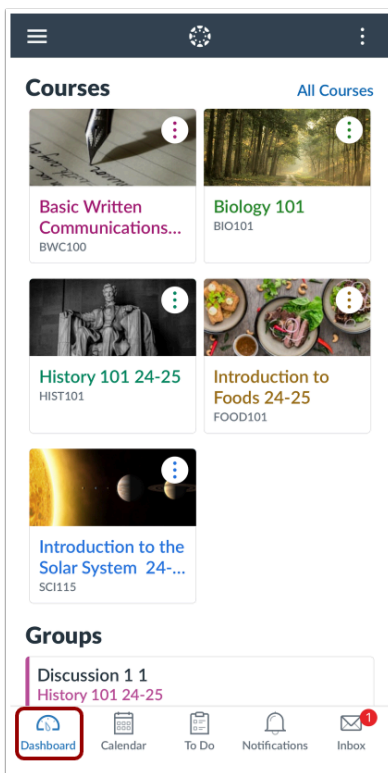 Courses
All Courses
Basic Written
Communications...
BWC100
Biology 101
BIO101
History 101 24-25
HIST101
Introduction to
Foods 24-25
FOOD101
Introduction to the
Solar System 24-...
SCI115
Groups
Discussion 1 1
History 101 24-25
1
Dashboard
Calendar
To Do
Notifications
Inbox